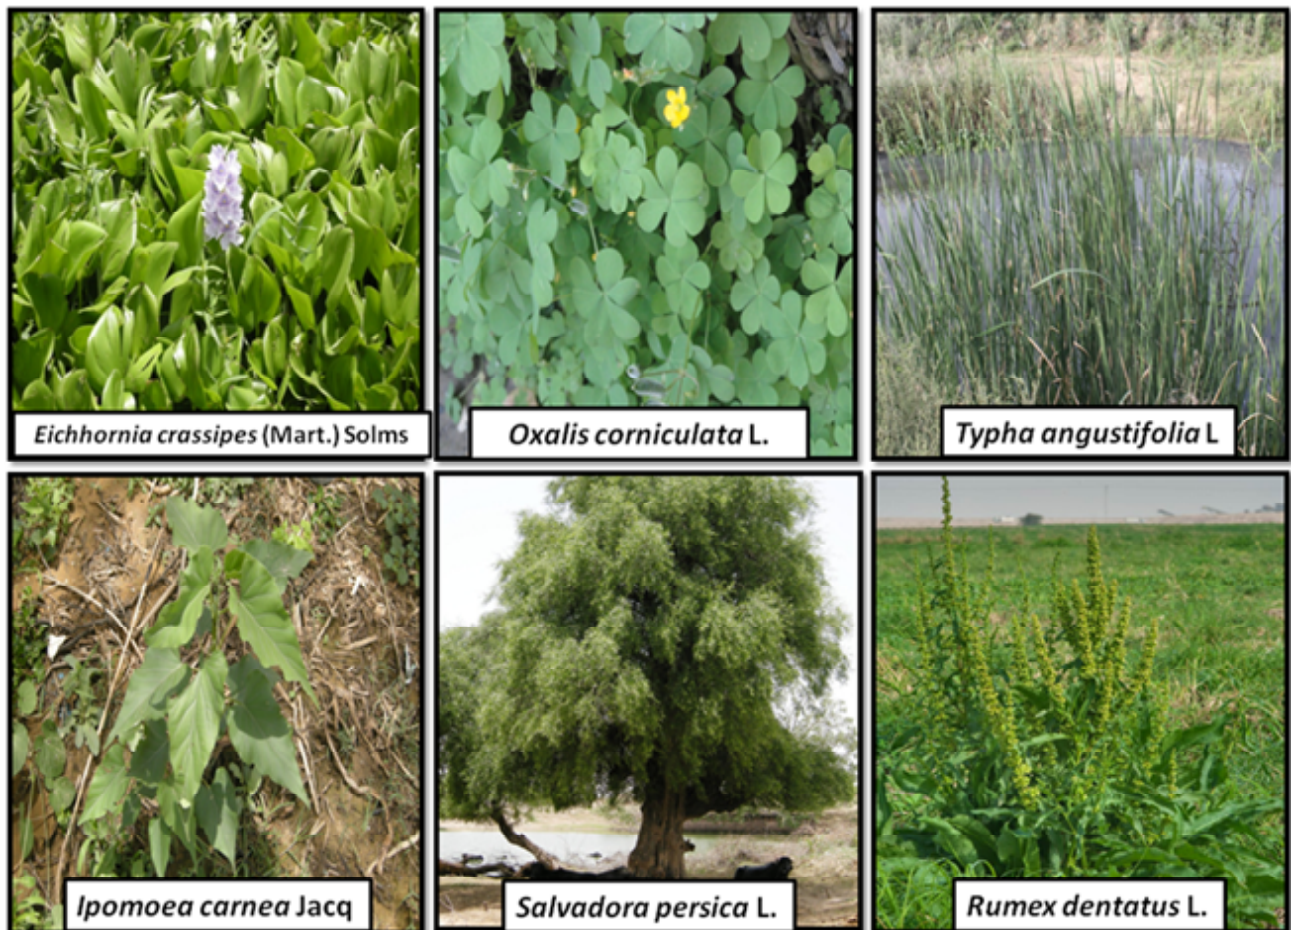 Eichhornia crassipes (Mart.) Solms
Oxalis corniculata L.
Typha angustifolia L
Ipomoea carnea Jacq
Salvadora persica L.
Rumex dentatus L.